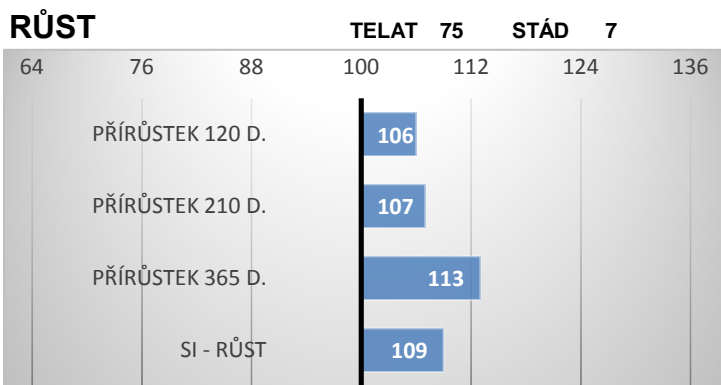 RŮST TELAT 75 STÁD 7
64 76 88 100 112 124 136
PŘÍRŮSTEK 120 D. 106
PŘÍRŮSTEK 210 D. 107
PŘÍRŮSTEK 365 D. 113
SI - RŮST 109